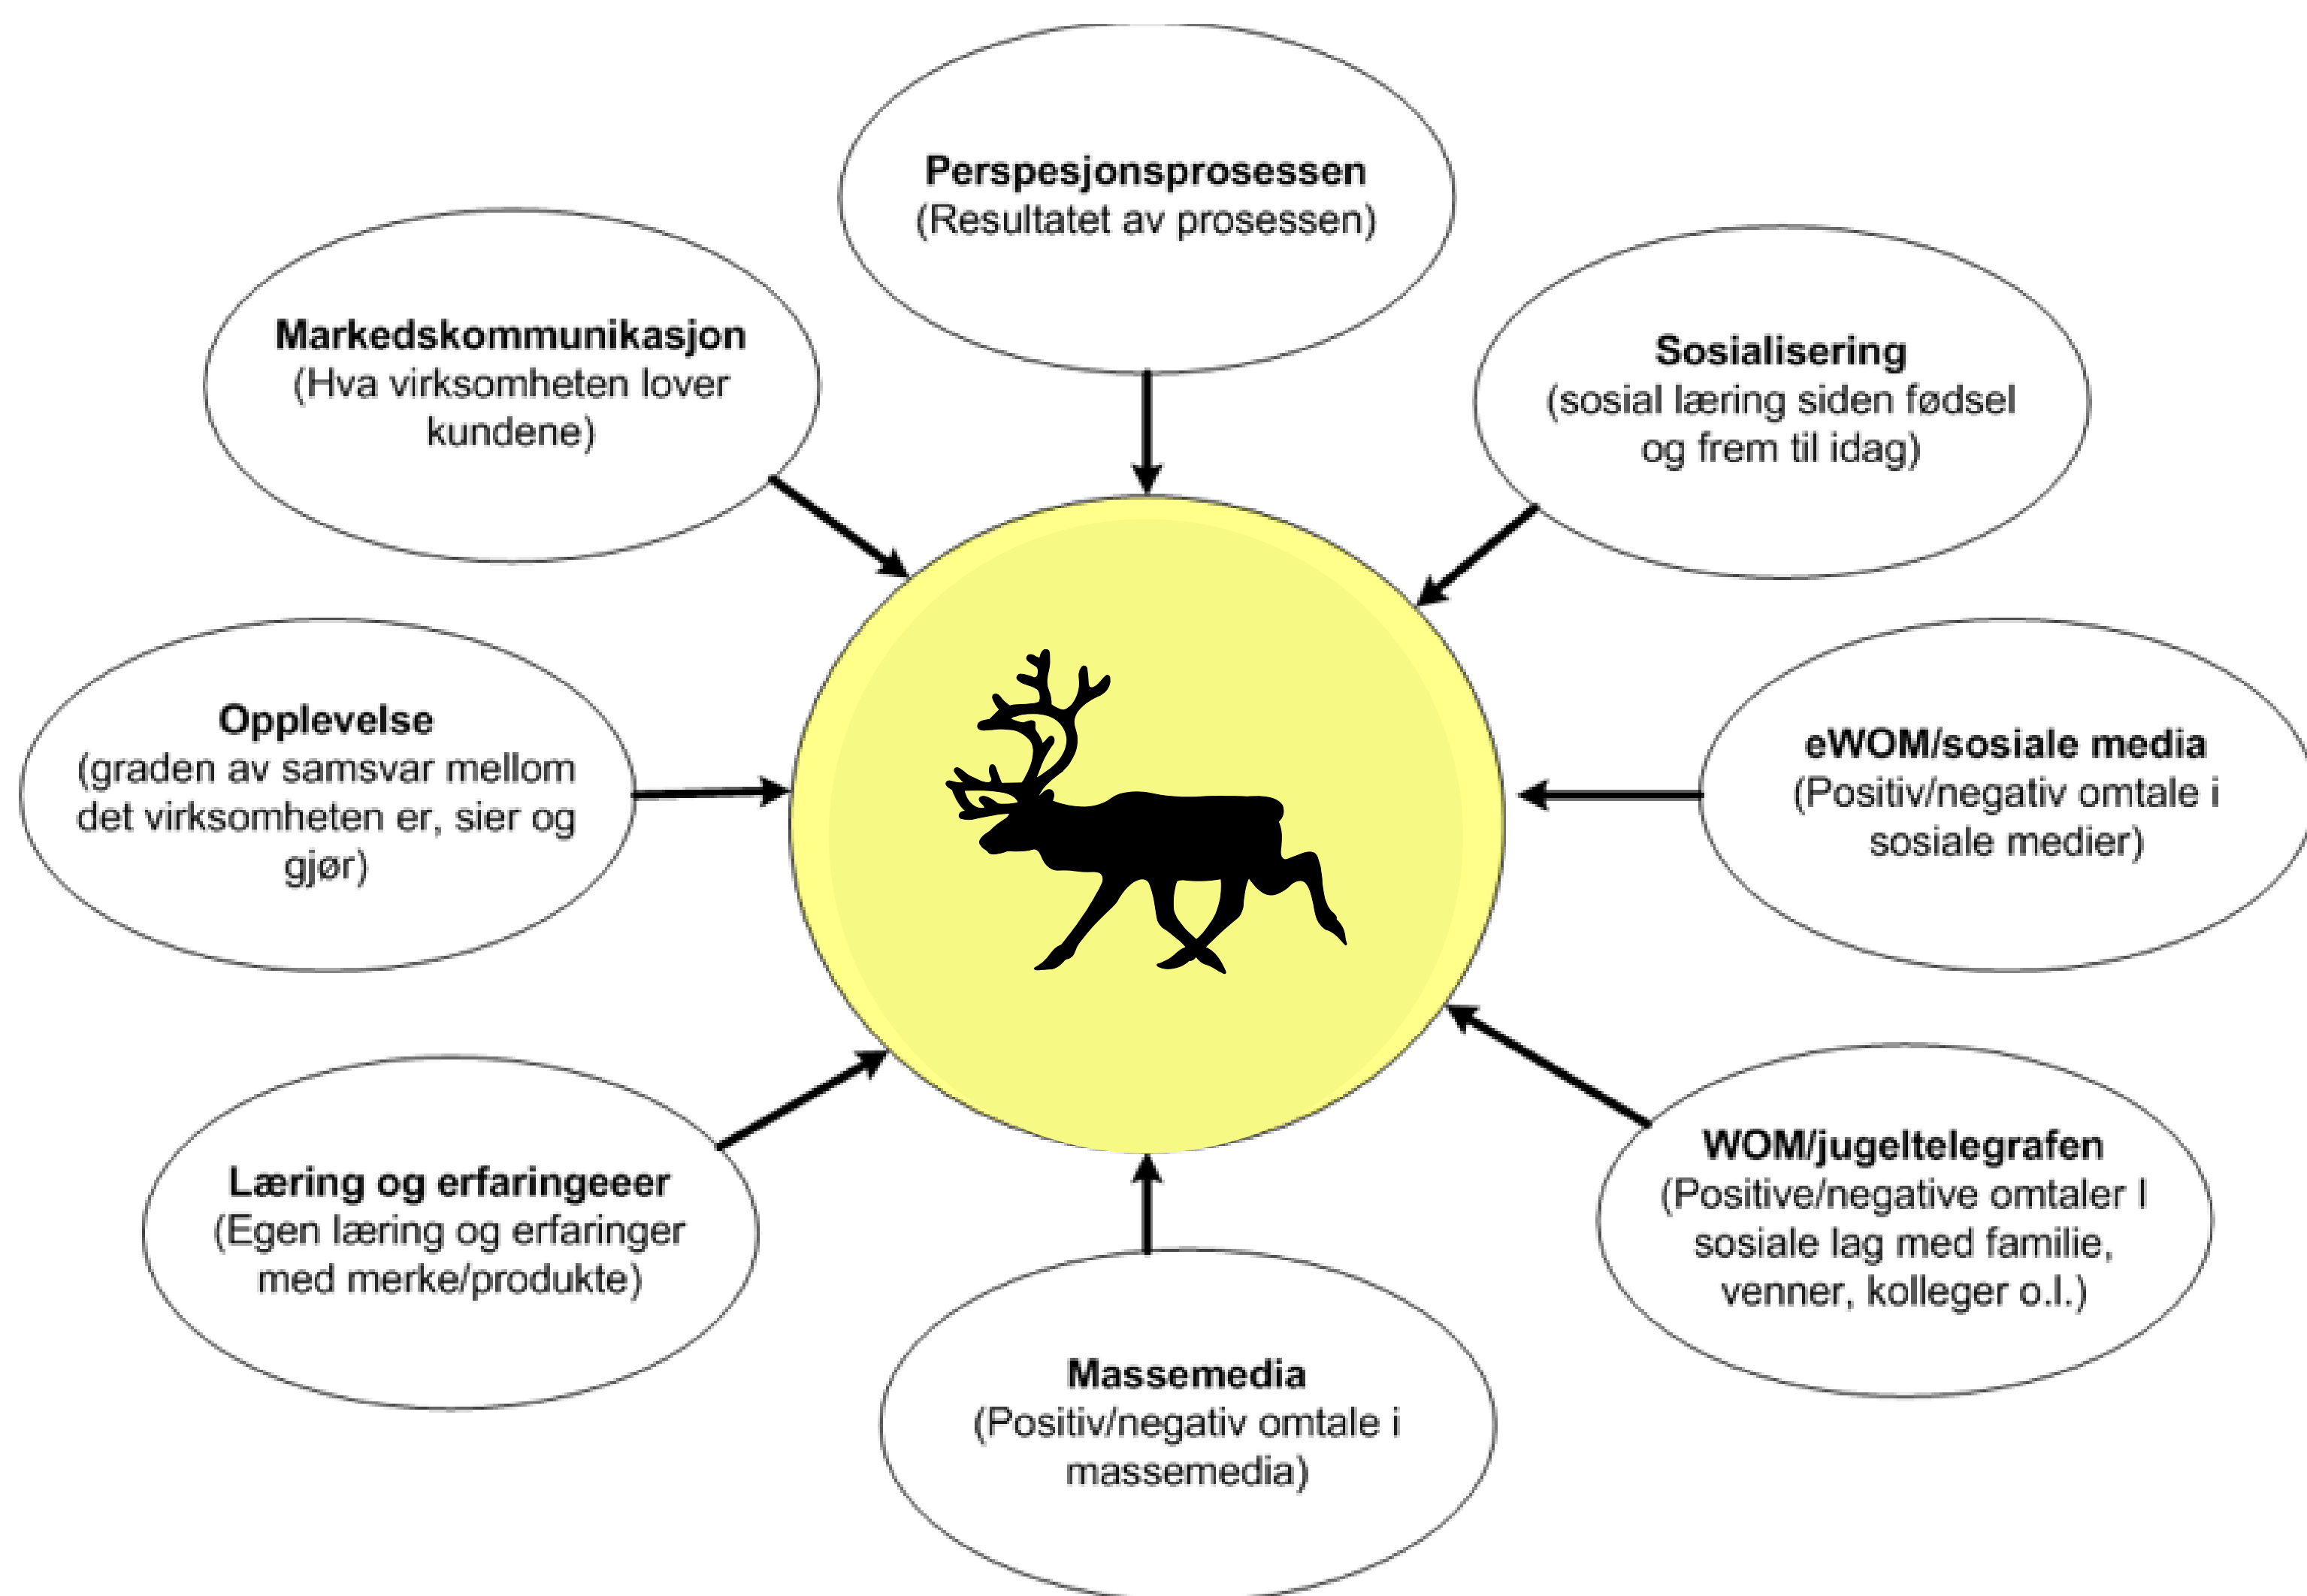 Perspesjonsprosessen
(Resultatet av prosessen)
Markedskommunikasjon
(Hva virksomheten lover
kundene)
Sosialisering
(sosial læring siden fødsel
og frem til idag)
Opplevelse
(graden av samsvar mellom
det virksomheten er, sier og
gjør)
eWOM/sosiale media
(Positiv/negativ omtale i
sosiale medier)
Læring og erfaringeeer
(Egen læring og erfaringer
med merke/produkte)
WOM/jugeltelegrafen
(Positive/negative omtaler I
sosiale lag med familie,
venner, kolleger o.l.)
Massemedia
(Positiv/negativ omtale i
massemedia)